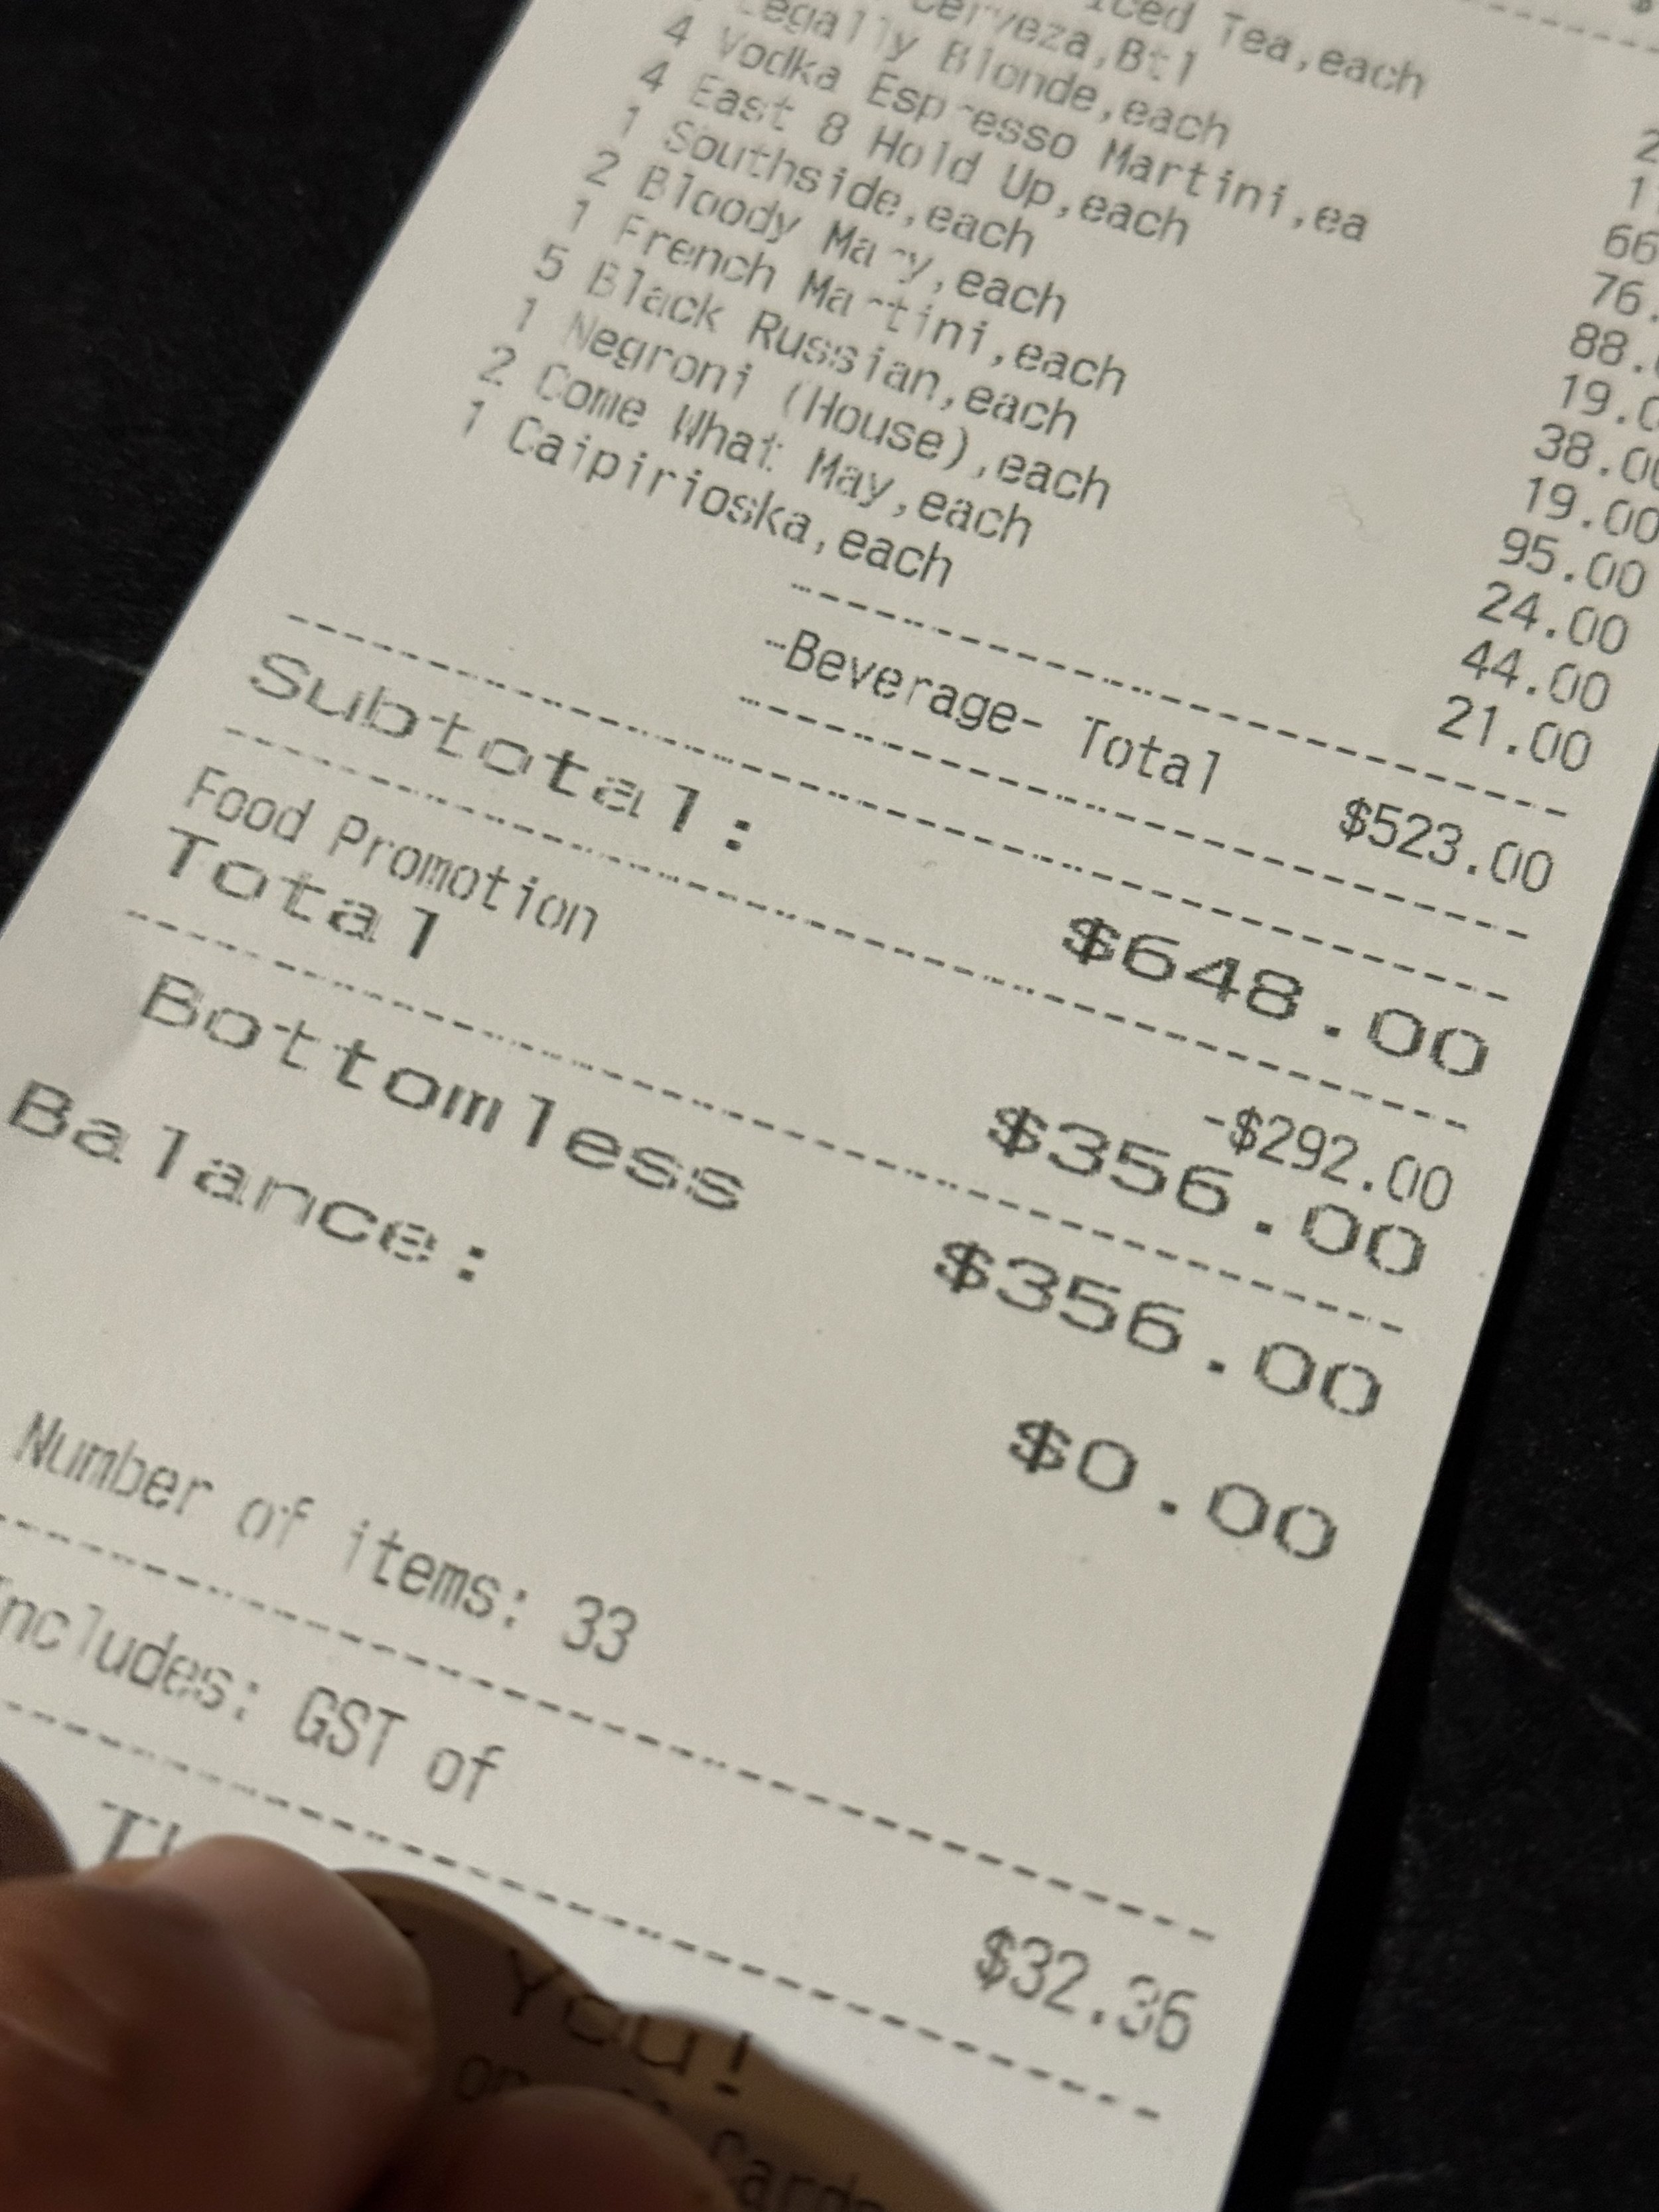 Iced Tea,each 2
Cerveza,Btl 1
Legally Blonde,each 66
4 Vodka Espresso Martini,ea 76.
4 East 8 Hold Up,each 88.
1 Southside,each 19.0
2 Bloody Mary,each 38.00
1 French Martini,each 19.00
5 Black Russian,each 95.00
1 Negroni (House),each 24.00
2 Come What May,each 44.00
1 Caipirioska,each 21.00
-Beverage- Total $523.00
Subtotal: $648.00
Food Promotion -$292.00
Total $356.00
Bottomless $356.00
Balance: $0.00
Number of items: 33
Includes: GST of $32.36
You!
Cards